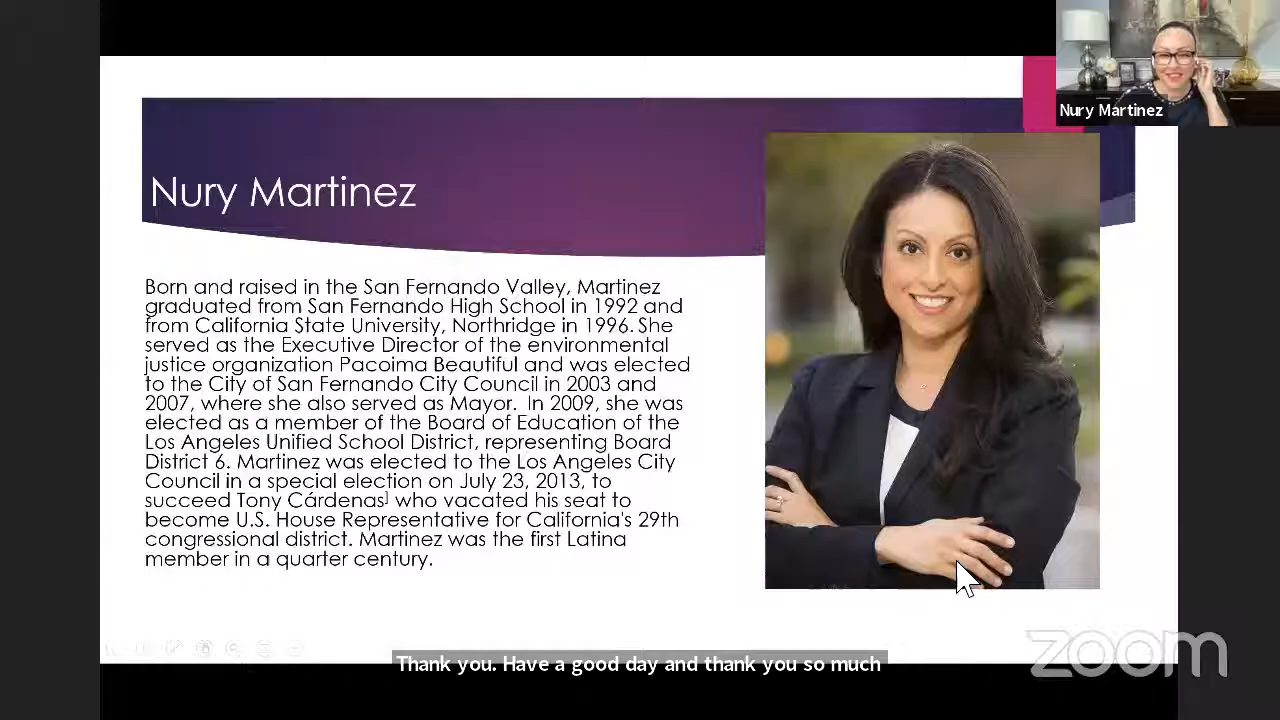 Nury Martinez
Nury Martinez
Born and raised in the San Fernando Valley, Martinez
graduated from San Fernando High School in 1992 and
from California State University, Northridge in 1996. She
served as the Executive Director of the environmental
justice organization Pacoima Beautiful and was elected
to the City of San Fernando City Council in 2003 and
2007, where she also served as Mayor. In 2009, she was
elected as a member of the Board of Education of the
Los Angeles Unified School District, representing Board
District 6. Martinez was elected to the Los Angeles City
Council in a special election on July 23, 2013, to
succeed Tony Cárdenas] who vacated his seat to
become U.S. House Representative for California's 29th
congressional district. Martinez was the first Latina
member in a quarter century.
zoom
Thank you. Have a good day and thank you so much